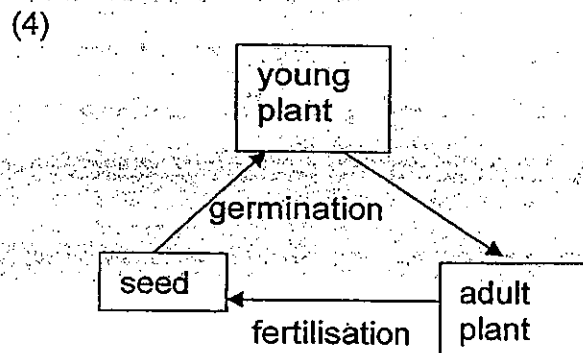 (4)
young
plant
germination
seed
adult
plant
fertilisation